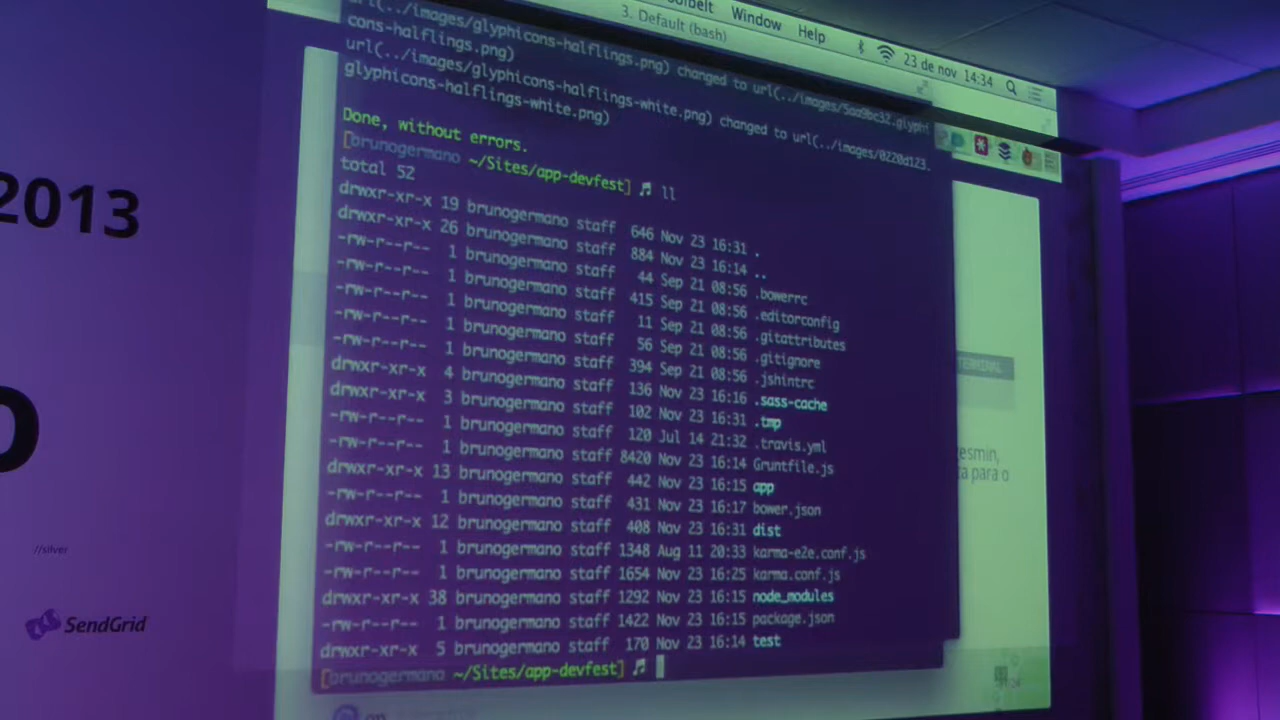 Window Help
3. Default (bash)
23 de nov 14:34
cons-halflings.png)
url(../images/glyphicons-halflings.png) changed to url(../images/5aa9bc32.glyphi
url(../images/glyphicons-halflings-white.png) changed to url(../images/0220d123.
glyphicons-halflings-white.png)
Done, without errors.
[brunogermano ~/Sites/app-devfest] ♬ ll
total 52
drwxr-xr-x 19 brunogermano staff 646 Nov 23 16:31 .
drwxr-xr-x 26 brunogermano staff 884 Nov 23 16:14 ..
-rw-r--r-- 1 brunogermano staff 44 Sep 21 08:56 .bowerrc
-rw-r--r-- 1 brunogermano staff 415 Sep 21 08:56 .editorconfig
-rw-r--r-- 1 brunogermano staff 11 Sep 21 08:56 .gitattributes
-rw-r--r-- 1 brunogermano staff 56 Sep 21 08:56 .gitignore
-rw-r--r-- 1 brunogermano staff 394 Sep 21 08:56 .jshintrc
drwxr-xr-x 4 brunogermano staff 136 Nov 23 16:16 .sass-cache
drwxr-xr-x 3 brunogermano staff 102 Nov 23 16:31 .tmp
-rw-r--r-- 1 brunogermano staff 120 Jul 14 21:32 .travis.yml
-rw-r--r-- 1 brunogermano staff 8420 Nov 23 16:14 Gruntfile.js
drwxr-xr-x 13 brunogermano staff 442 Nov 23 16:15 app
-rw-r--r-- 1 brunogermano staff 431 Nov 23 16:17 bower.json
drwxr-xr-x 12 brunogermano staff 408 Nov 23 16:31 dist
-rw-r--r-- 1 brunogermano staff 1348 Aug 11 20:33 karma-e2e.conf.js
-rw-r--r-- 1 brunogermano staff 1654 Nov 23 16:25 karma.conf.js
drwxr-xr-x 38 brunogermano staff 1292 Nov 23 16:15 node_modules
-rw-r--r-- 1 brunogermano staff 1422 Nov 23 16:15 package.json
drwxr-xr-x 5 brunogermano staff 170 Nov 23 16:14 test
[brunogermano ~/Sites/app-devfest] ♬
TERMINAL
para o
2013
//silver
SendGrid